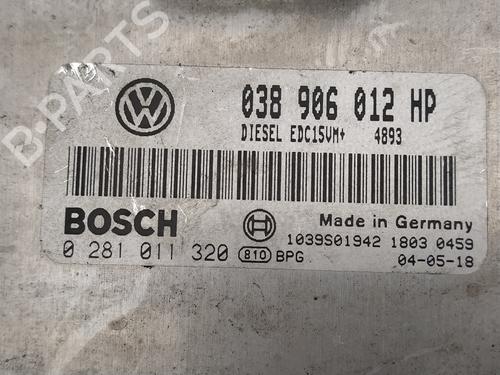 B-PARTS
VW
038 906 012 HP
DIESEL EDC15VM+ 4893
BOSCH
Made in Germany
0 281 011 320 810 BPG
1039S01942 1803 0459
04-05-18